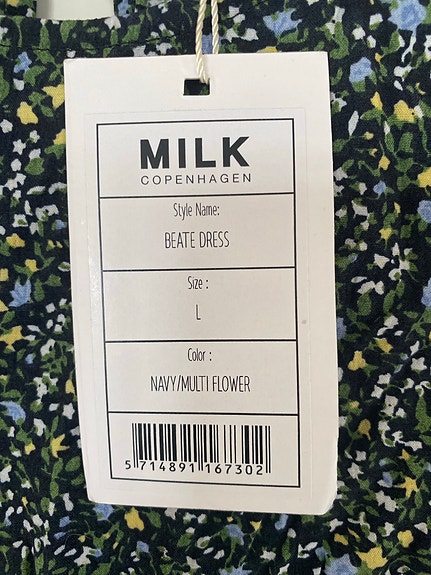 MILK
COPENHAGEN
Style Name:
BEATE DRESS
Size :
L
Color :
NAVY/MULTI FLOWER
5 714891 167302